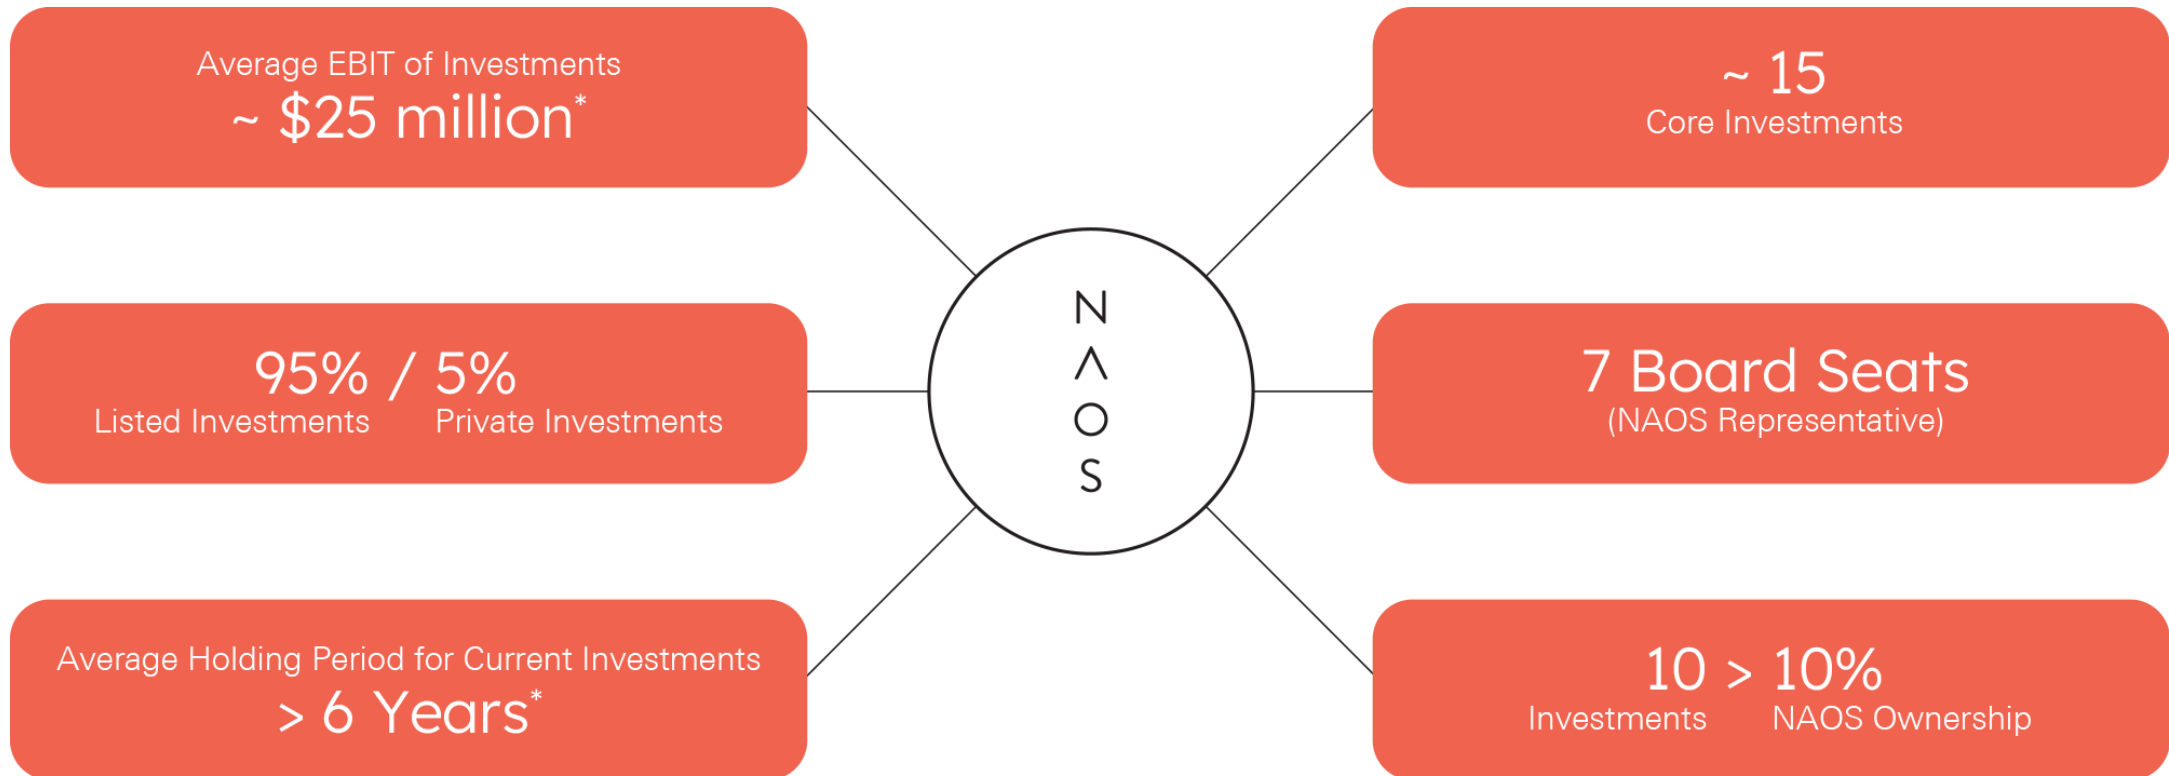 Average EBIT of Investments
~ $25 million*
95% / 5%
Listed Investments Private Investments
Average Holding Period for Current Investments
> 6 Years*
N
Λ
O
S
~ 15
Core Investments
7 Board Seats
(NAOS Representative)
10 > 10%
Investments NAOS Ownership